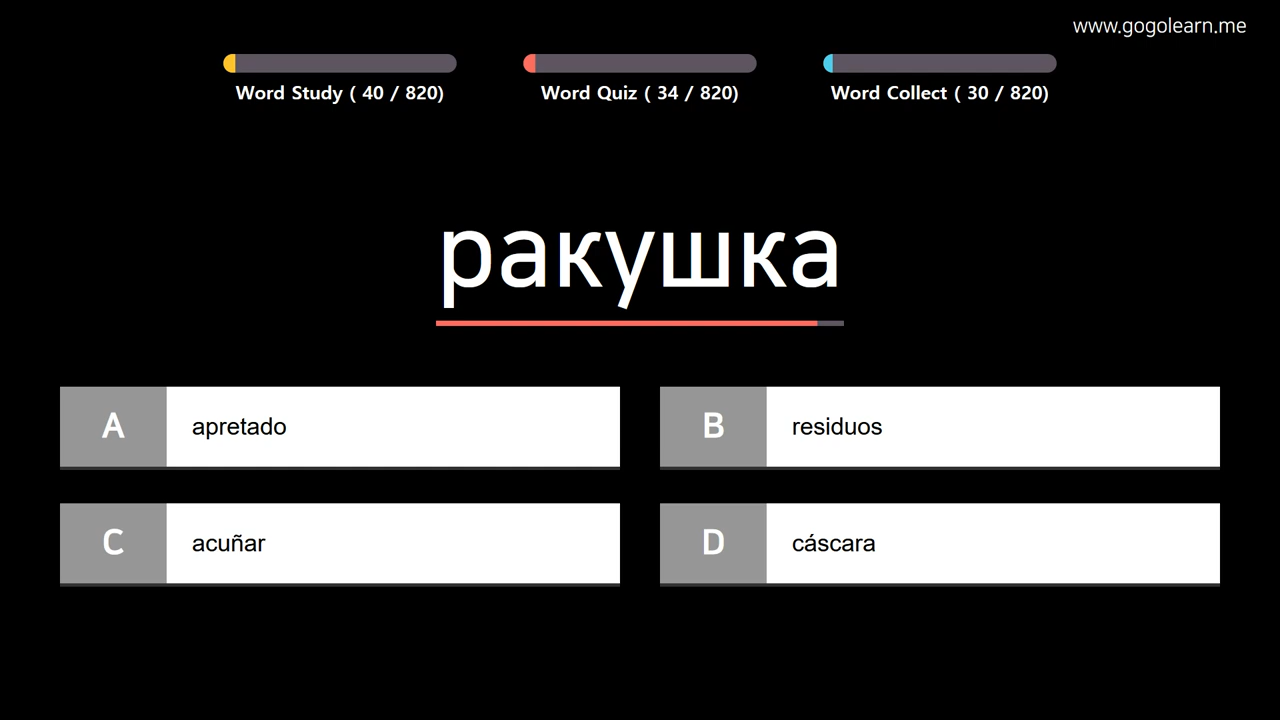 www.gogolearn.me
Word Study ( 40 / 820)
Word Quiz ( 34 / 820)
Word Collect ( 30 / 820)
ракушка
A apretado
B residuos
C acuñar
D cáscara